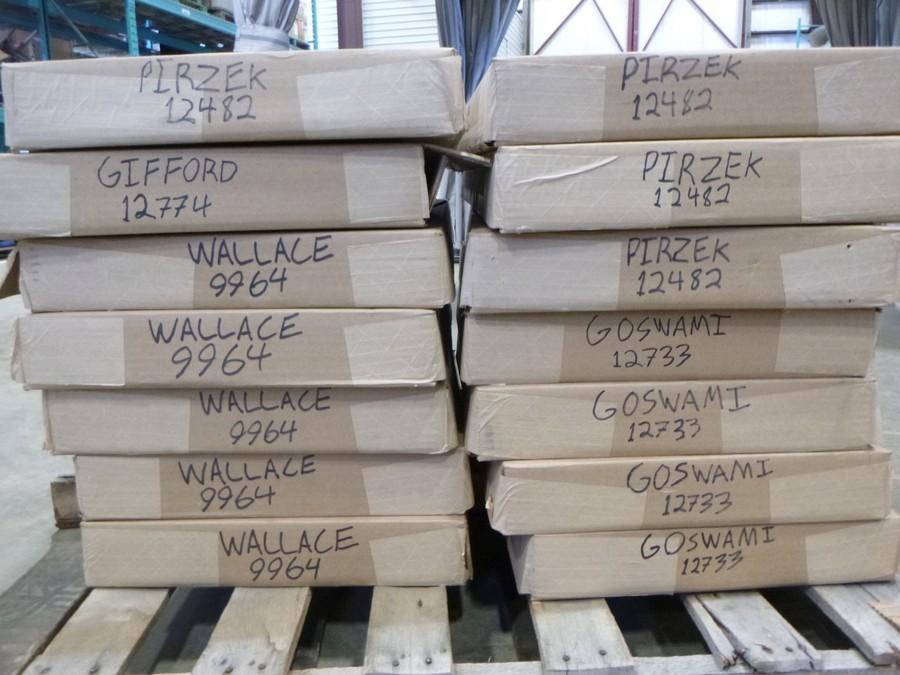 PIRZEK
12482
GIFFORD
12774
WALLACE
9964
WALLACE
9964
WALLACE
9964
WALLACE
9964
WALLACE
9964
PIRZEK
12482
PIRZEK
12482
PIRZEK
12482
GOSWAMI
12733
GOSWAMI
12733
GOSWAMI
12733
GOSWAMI
12733